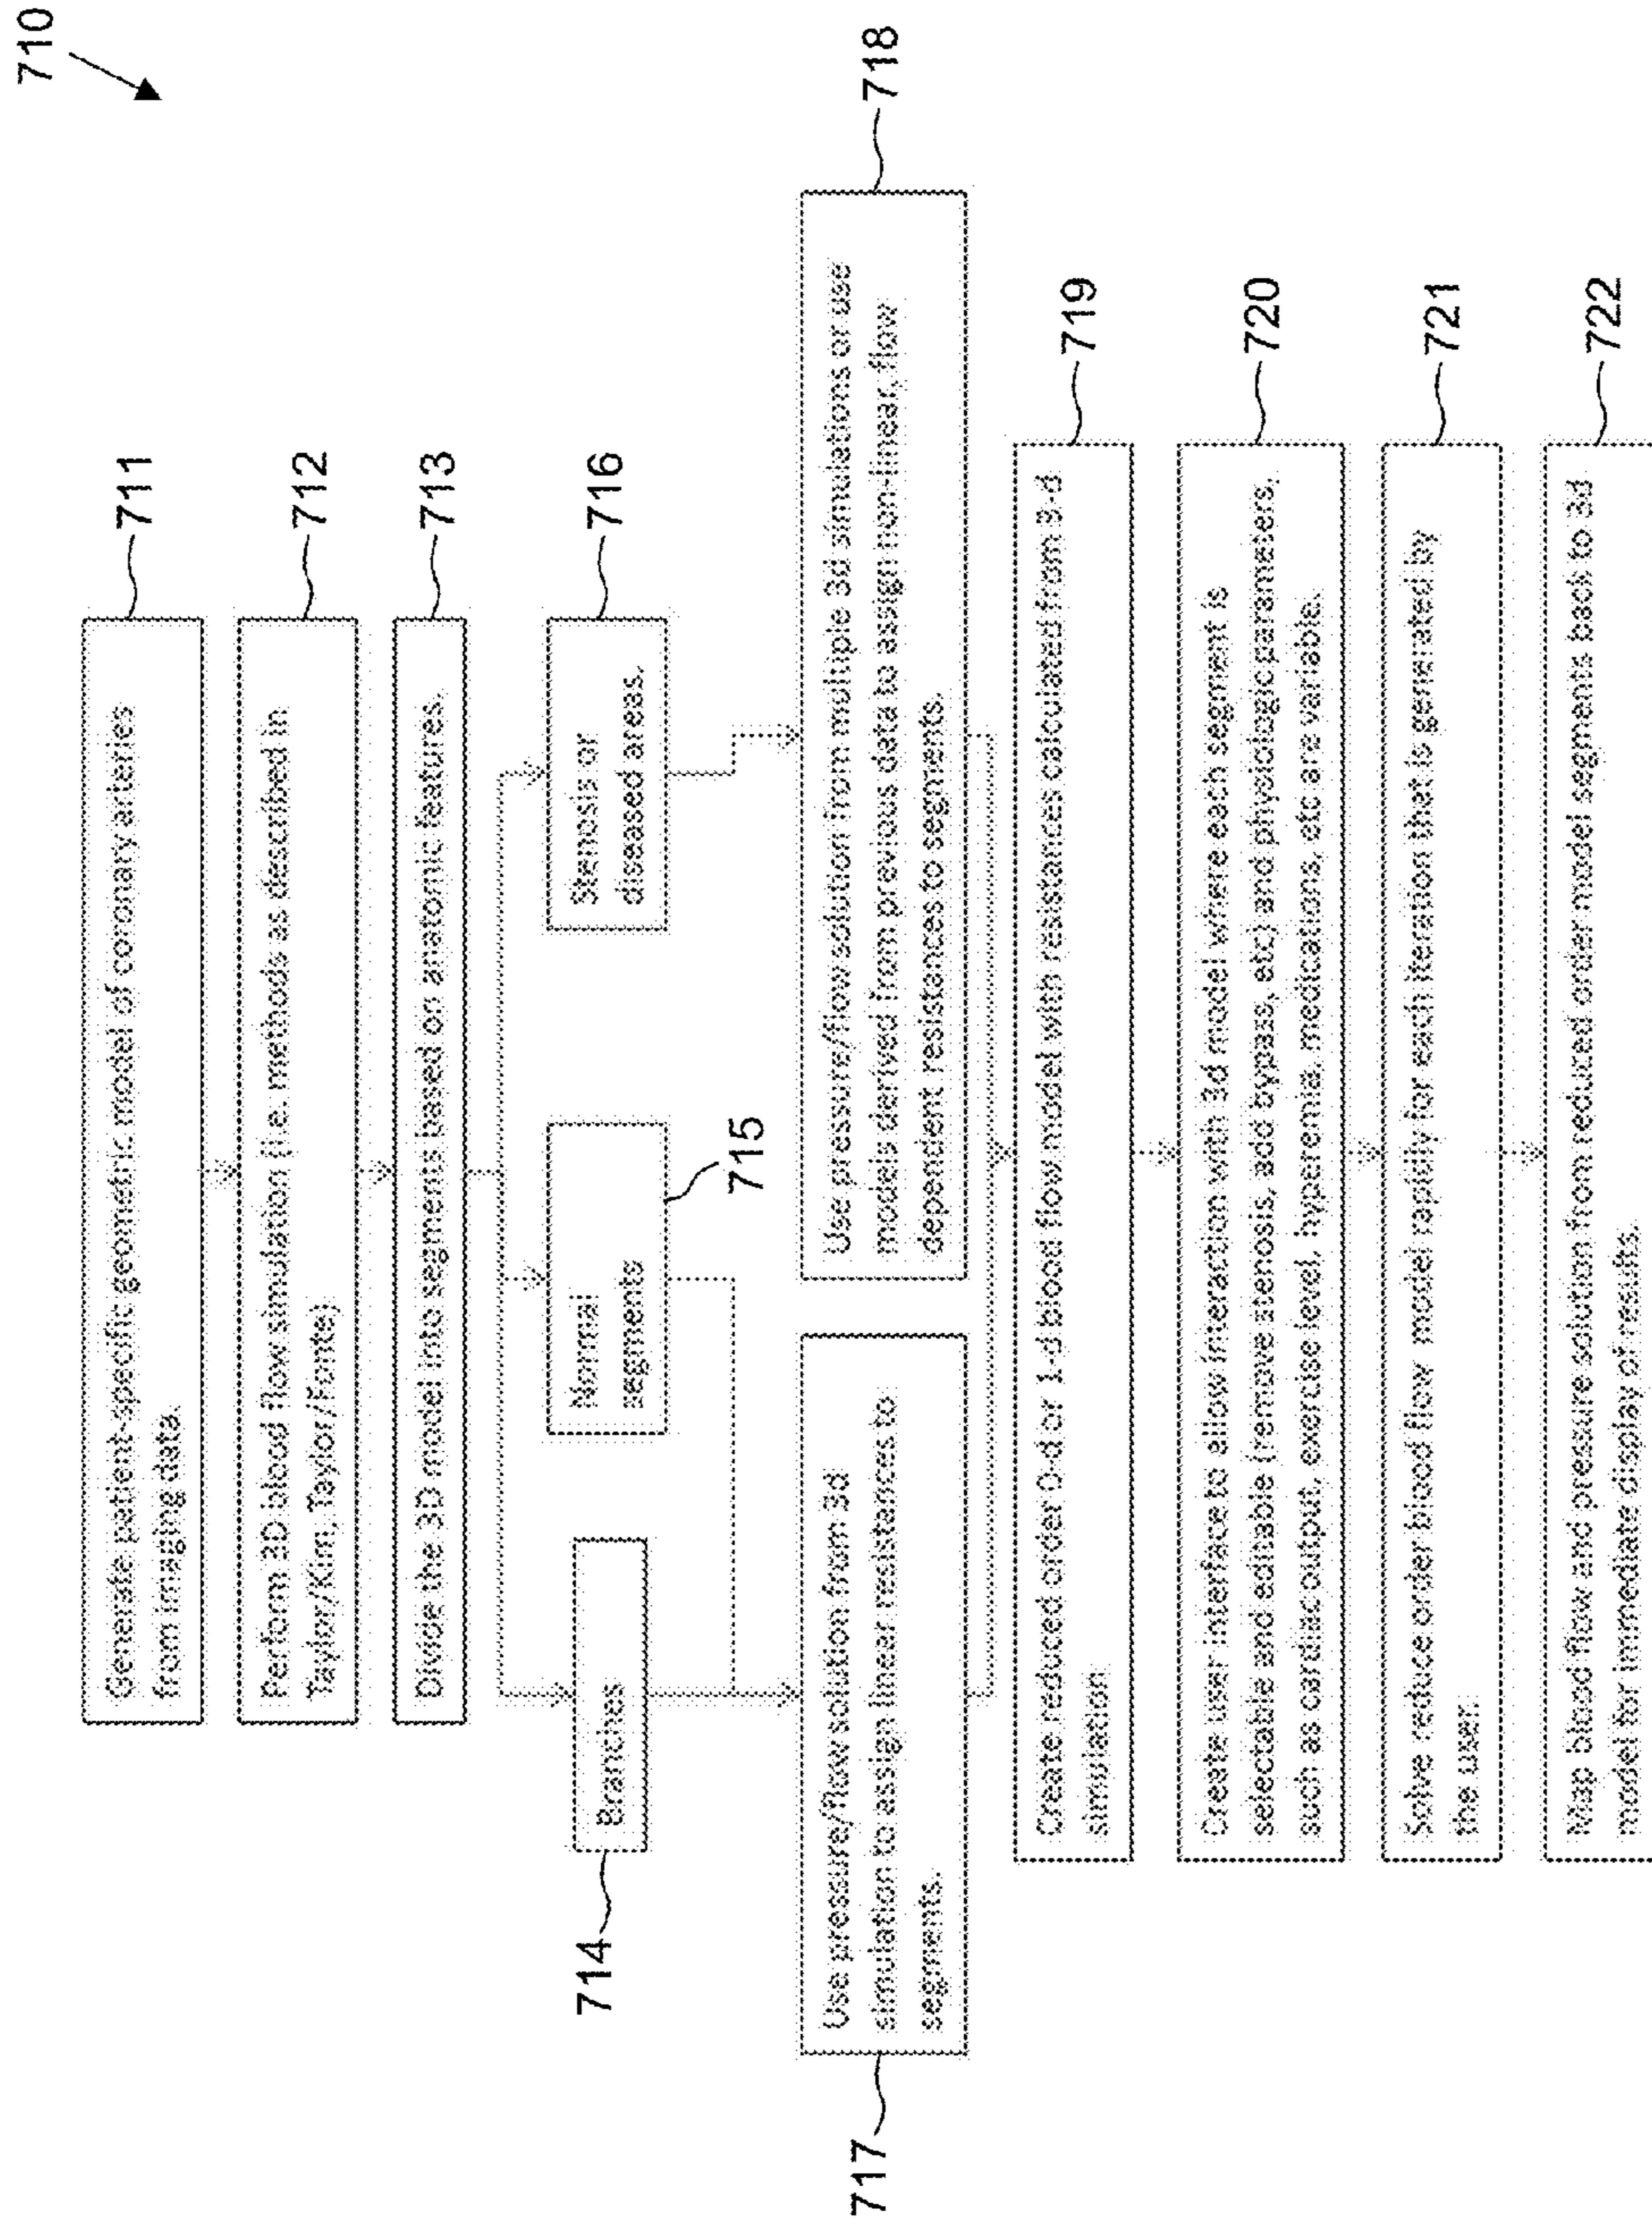 710
Generate patient-specific geometric model of coronary arteries
from imaging data.
711
Perform 3D blood flow simulation (i.e. methods as described in
Taylor/Kim, Taylor/Fonte)
712
Divide the 3D model into segments based on anatomic features.
713
714
Branches
Normal
segments
715
Stenosis or
diseased areas.
716
717
Use pressure/flow solution from 3d
simulation to assign linear resistances to
segments.
Use pressure/flow solution from multiple 3d simulations or use
models derived from previous data to assign non-linear, flow
dependent resistances to segments.
718
Create reduced order 0-d or 1-d blood flow model with resistances calculated from 3-d
simulation
719
Create user interface to allow interaction with 3d model where each segment is
selectable and editable (remove stenosis, add bypass, etc) and physiologic parameters,
such as cardiac output, exercise level, hyperemia, medications, etc are variable.
720
Solve reduce order blood flow model rapidly for each iteration that is generated by
the user.
721
Map blood flow and pressure solution from reduced order model segments back to 3d
model for immediate display of results.
722